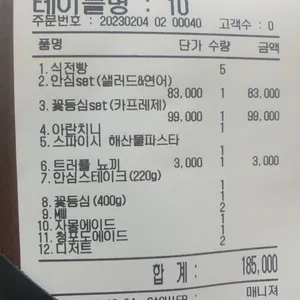 테이블명 : 10
주문번호 : 20230204 02 00040 고객수 : 0
품명 단가 수량 금액
1. 식전빵 5
2. 안심set(샐러드&연어)
83,000 1 83,000
3. 꽃등심set(카프레제)
99,000 1 99,000
4. 아란치니 1
5. 스파이시 해산물파스타
1
6. 트러플 뇨끼 3,000 1 3,000
7. 안심스테이크(220g)
1
8. 꽃등심 (400g) 1
9. 2
10. 자몽에이드 1
11. 청포도에이드 1
12. 디저트 2
합 계 : 185,000
매니져